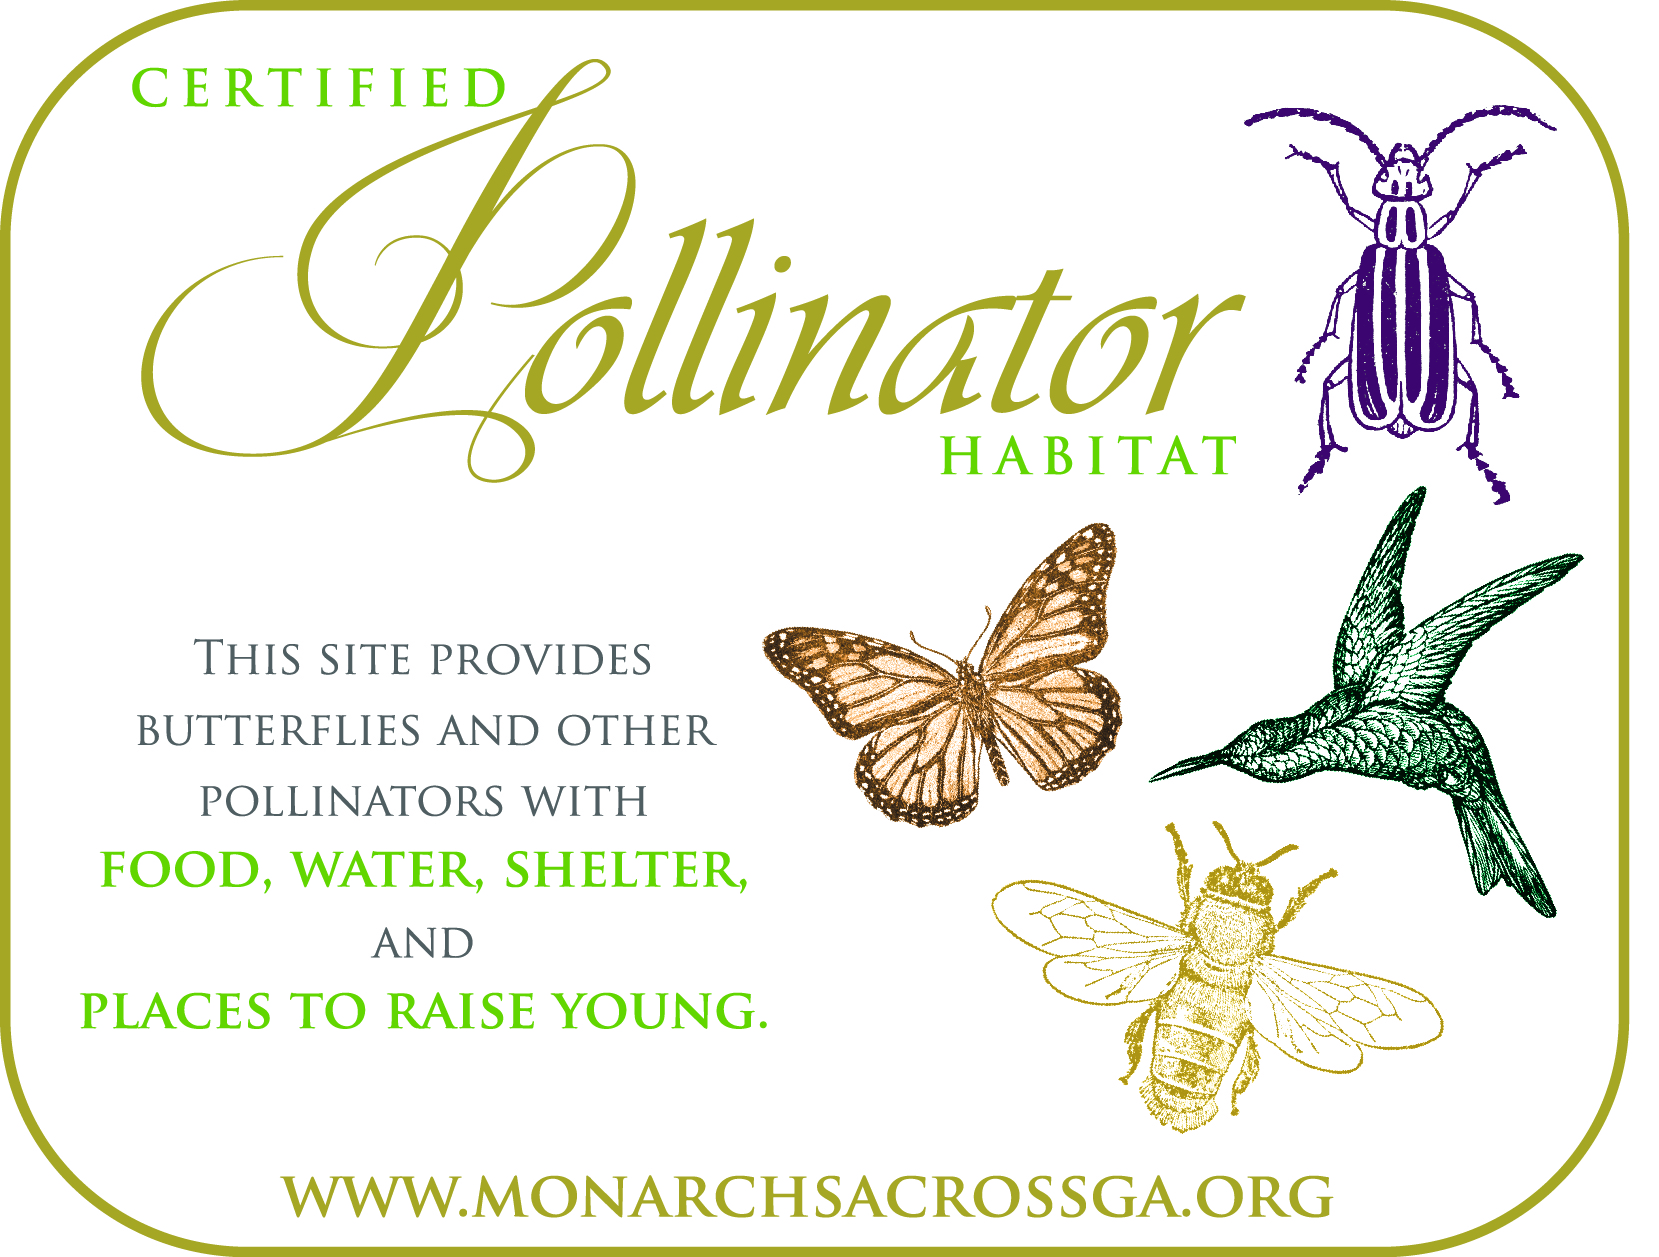 CERTIFIED
Pollinator
HABITAT
THIS SITE PROVIDES
BUTTERFLIES AND OTHER
POLLINATORS WITH
FOOD, WATER, SHELTER,
AND
PLACES TO RAISE YOUNG.
WWW.MONARCHSACROSSGA.ORG